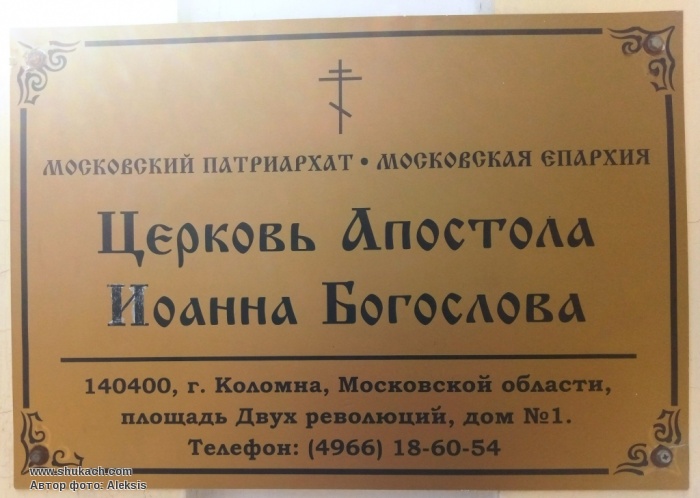 МОСКОВСКИЙ ПАТРИАРХАТ • МОСКОВСКАЯ ЕПАРХИЯ
Церковь Апостола
Иоанна Богослова
140400, г. Коломна, Московской области,
площадь Двух революций, дом №1.
Телефон: (4966) 18-60-54
www.shukach.com
Автор фото: Aleksis